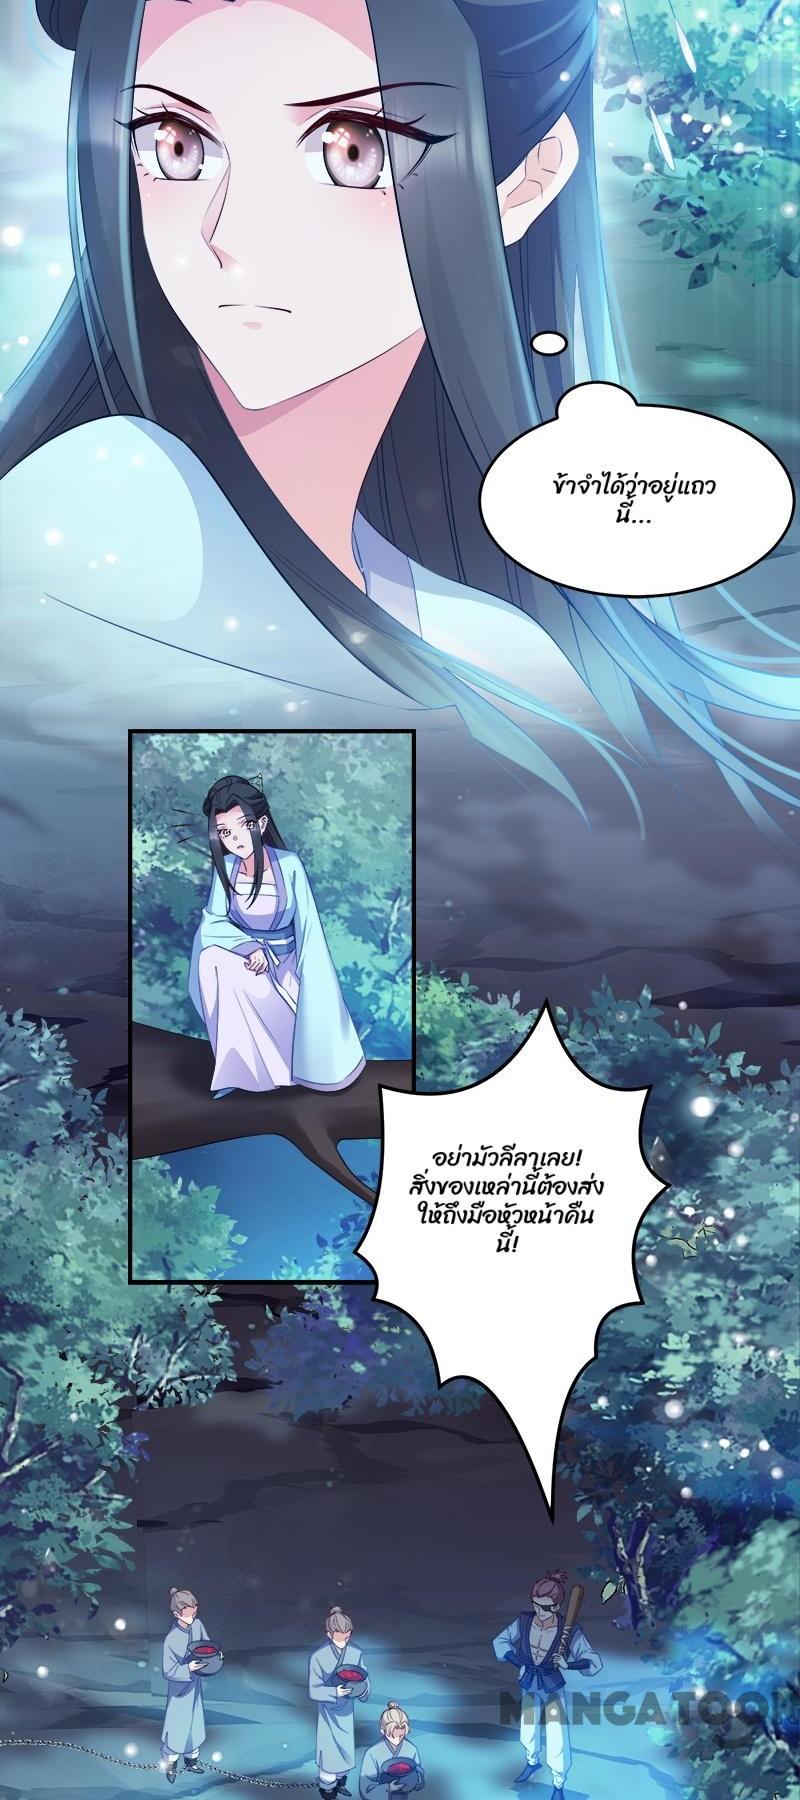 ข้าจำได้ว่าอยู่แถว
นี้...
อย่ามัวลีลาเลย!
สิ่งของเหล่านี้ต้องส่ง
ให้ถึงมือหัวหน้าคืน
นี้!
MANGATOON